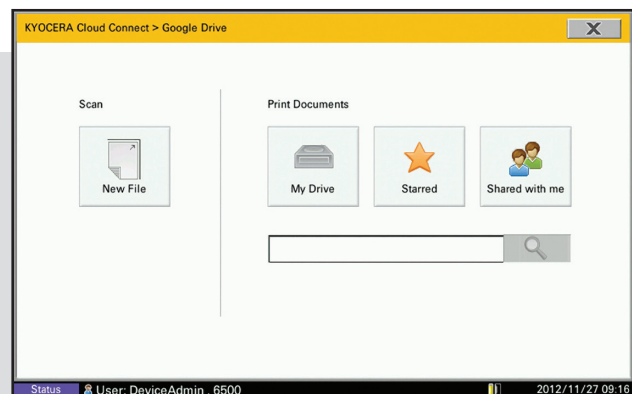 KYOCERA Cloud Connect > Google Drive
X
Scan
Print Documents
New File
My Drive
Starred
Shared with me
Status
User: DeviceAdmin . 6500
2012/11/27 09:16